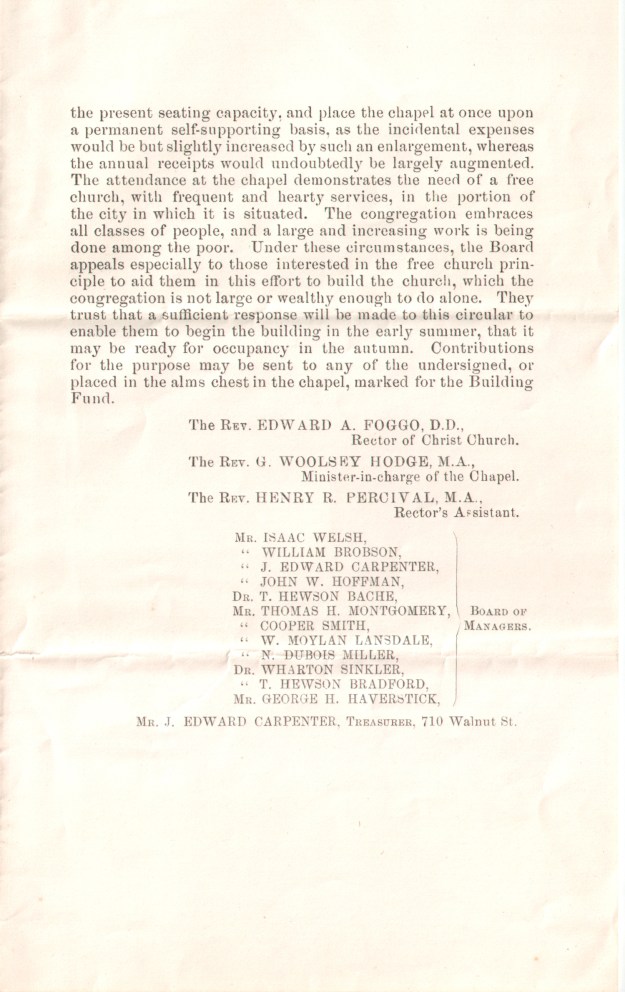 the present seating capacity, and place the chapel at once upon
a permanent self-supporting basis, as the incidental expenses
would be but slightly increased by such an enlargement, whereas
the annual receipts would undoubtedly be largely augmented.
The attendance at the chapel demonstrates the need of a free
church, with frequent and hearty services, in the portion of
the city in which it is situated. The congregation embraces
all classes of people, and a large and increasing work is being
done among the poor. Under these circumstances, the Board
appeals especially to those interested in the free church prin-
ciple to aid them in this effort to build the church, which the
congregation is not large or wealthy enough to do alone. They
trust that a sufficient response will be made to this circular to
enable them to begin the building in the early summer, that it
may be ready for occupancy in the autumn. Contributions
for the purpose may be sent to any of the undersigned, or
placed in the alms chest in the chapel, marked for the Building
Fund.
The REV. EDWARD A. FOGGO, D.D.,
Rector of Christ Church.
The REV. G. WOOLSEY HODGE, M.A.,
Minister-in-charge of the Chapel.
The REV. HENRY R. PERCIVAL, M.A.,
Rector's Assistant.
MR. ISAAC WELSH,
“ WILLIAM BROBSON,
“ J. EDWARD CARPENTER,
“ JOHN W. HOFFMAN,
DR. T. HEWSON BACHE,
MR. THOMAS H. MONTGOMERY, BOARD OF
“ COOPER SMITH, MANAGERS.
“ W. MOYLAN LANSDALE,
“ N. DUBOIS MILLER,
DR. WHARTON SINKLER,
“ T. HEWSON BRADFORD,
MR. GEORGE H. HAVERSTICK,
MR. J. EDWARD CARPENTER, TREASURER, 710 Walnut St.